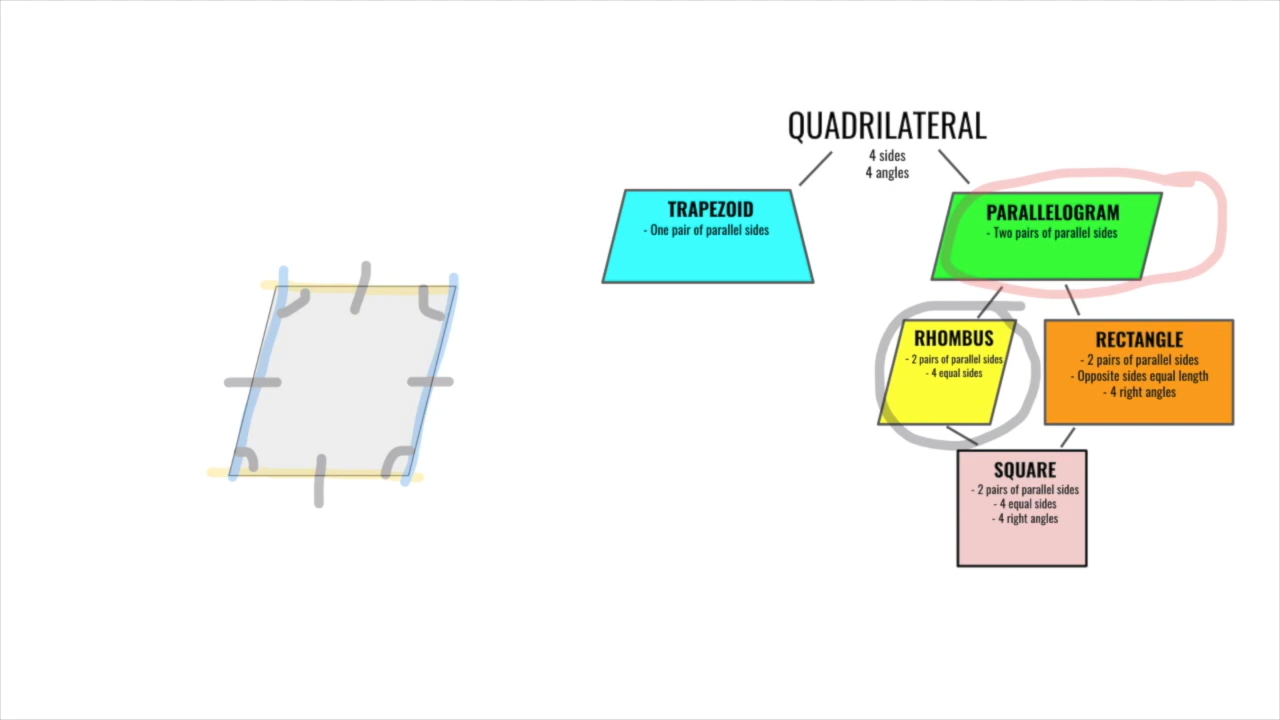 QUADRILATERAL
4 sides
4 angles
TRAPEZOID
- One pair of parallel sides
PARALLELOGRAM
- Two pairs of parallel sides
RHOMBUS
- 2 pairs of parallel sides
- 4 equal sides
RECTANGLE
- 2 pairs of parallel sides
- Opposite sides equal length
- 4 right angles
SQUARE
- 2 pairs of parallel sides
- 4 equal sides
- 4 right angles